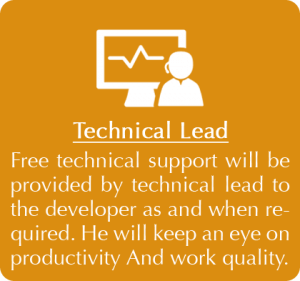 Technical Lead
Free technical support will be
provided by technical lead to
the developer as and when re-
quired. He will keep an eye on
productivity And work quality.